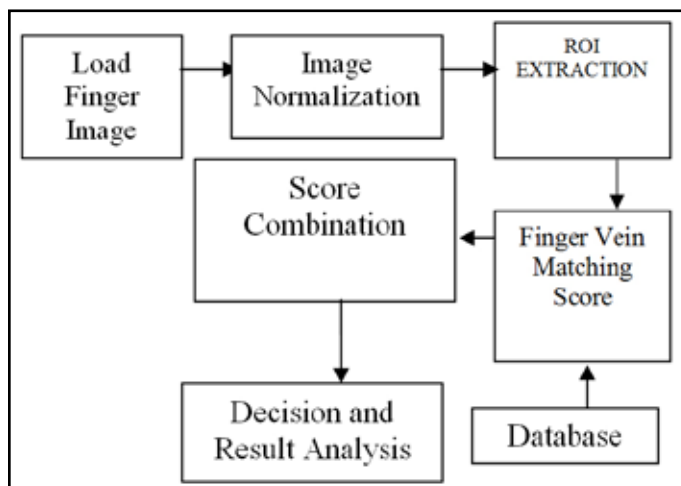 Load
Finger
Image
Image
Normalization
ROI
EXTRACTION
Score
Combination
Finger Vein
Matching
Score
Decision and
Result Analysis
Database